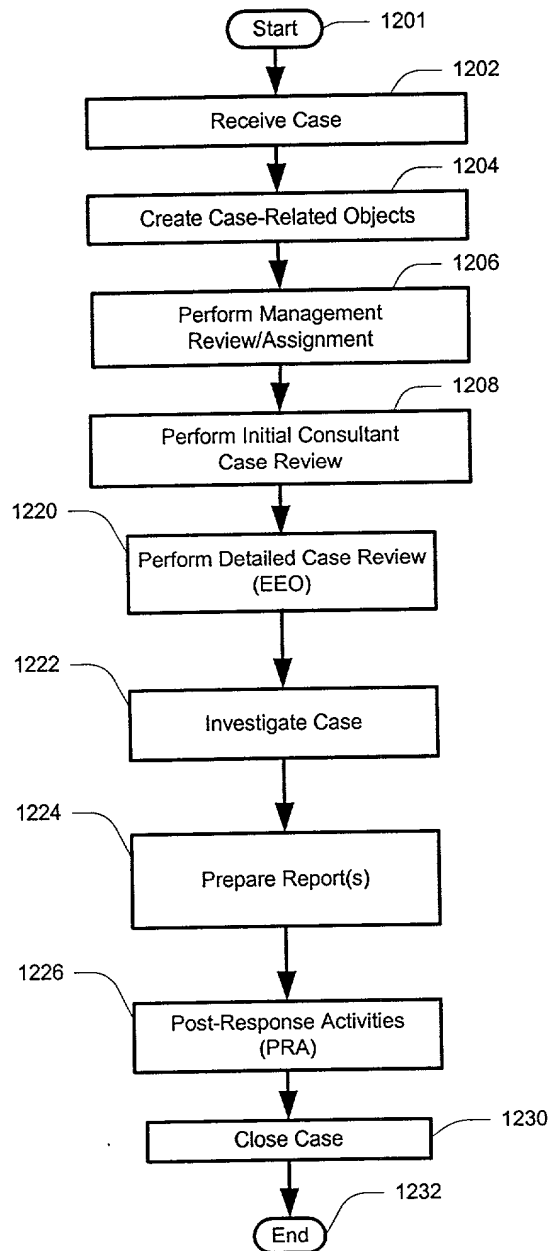 Start
1201
1202
Receive Case
1204
Create Case-Related Objects
1206
Perform Management
Review/Assignment
1208
Perform Initial Consultant
Case Review
1220
Perform Detailed Case Review
(EEO)
1222
Investigate Case
1224
Prepare Report(s)
1226
Post-Response Activities
(PRA)
1230
Close Case
1232
End